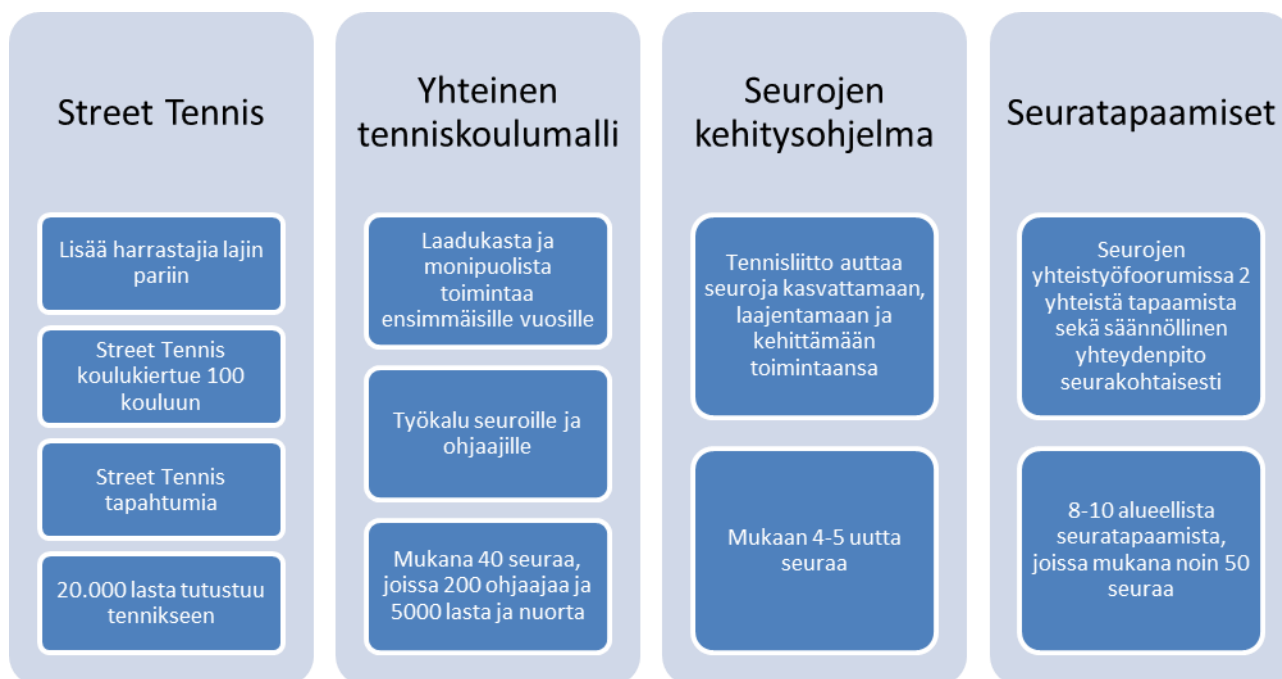 Street Tennis
Lisää harrastajia lajin
pariin
Street Tennis
koulukiertue 100
kouluun
Street Tennis
tapahtumia
20.000 lasta tutustuu
tennikseen
Yhteinen
tenniskoulumalli
Laadukasta ja
monipuolista
toimintaa
ensimmäisille vuosille
Työkalu seuroille ja
ohjaajille
Mukana 40 seuraa,
joissa 200 ohjaajaa ja
5000 lasta ja nuorta
Seurojen
kehitysohjelma
Tennisliitto auttaa
seuroja kasvattamaan,
laajentamaan ja
kehittämään
toimintaansa
Mukaan 4-5 uutta
seuraa
Seuratapaamiset
Seurojen
yhteistyöfoorumissa 2
yhteistä tapaamista
sekä säännöllinen
yhteydenpito
seurakohtaisesti
8-10 alueellista
seuratapaamista,
joissa mukana noin 50
seuraa